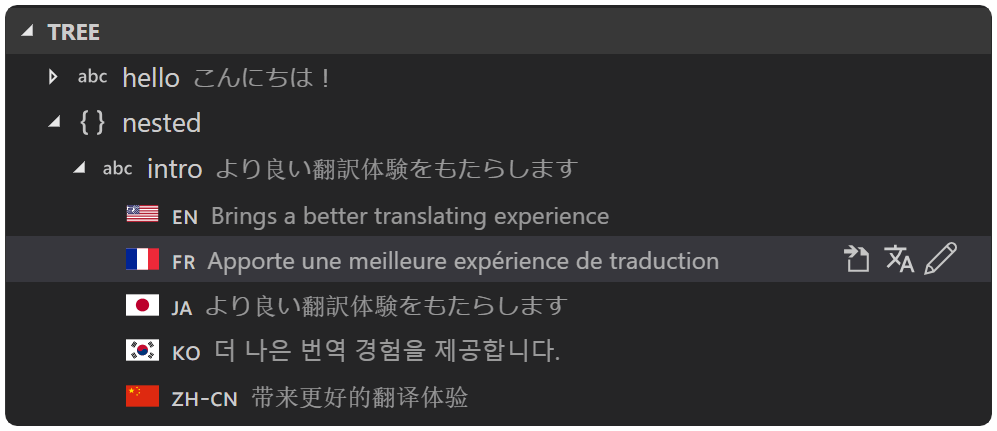 TREE
abc hello こんにちは！
{ } nested
abc intro より良い翻訳体験をもたらします
EN Brings a better translating experience
FR Apporte une meilleure expérience de traduction
JA より良い翻訳体験をもたらします
KO 더 나은 번역 경험을 제공합니다.
ZH-CN 带来更好的翻译体验